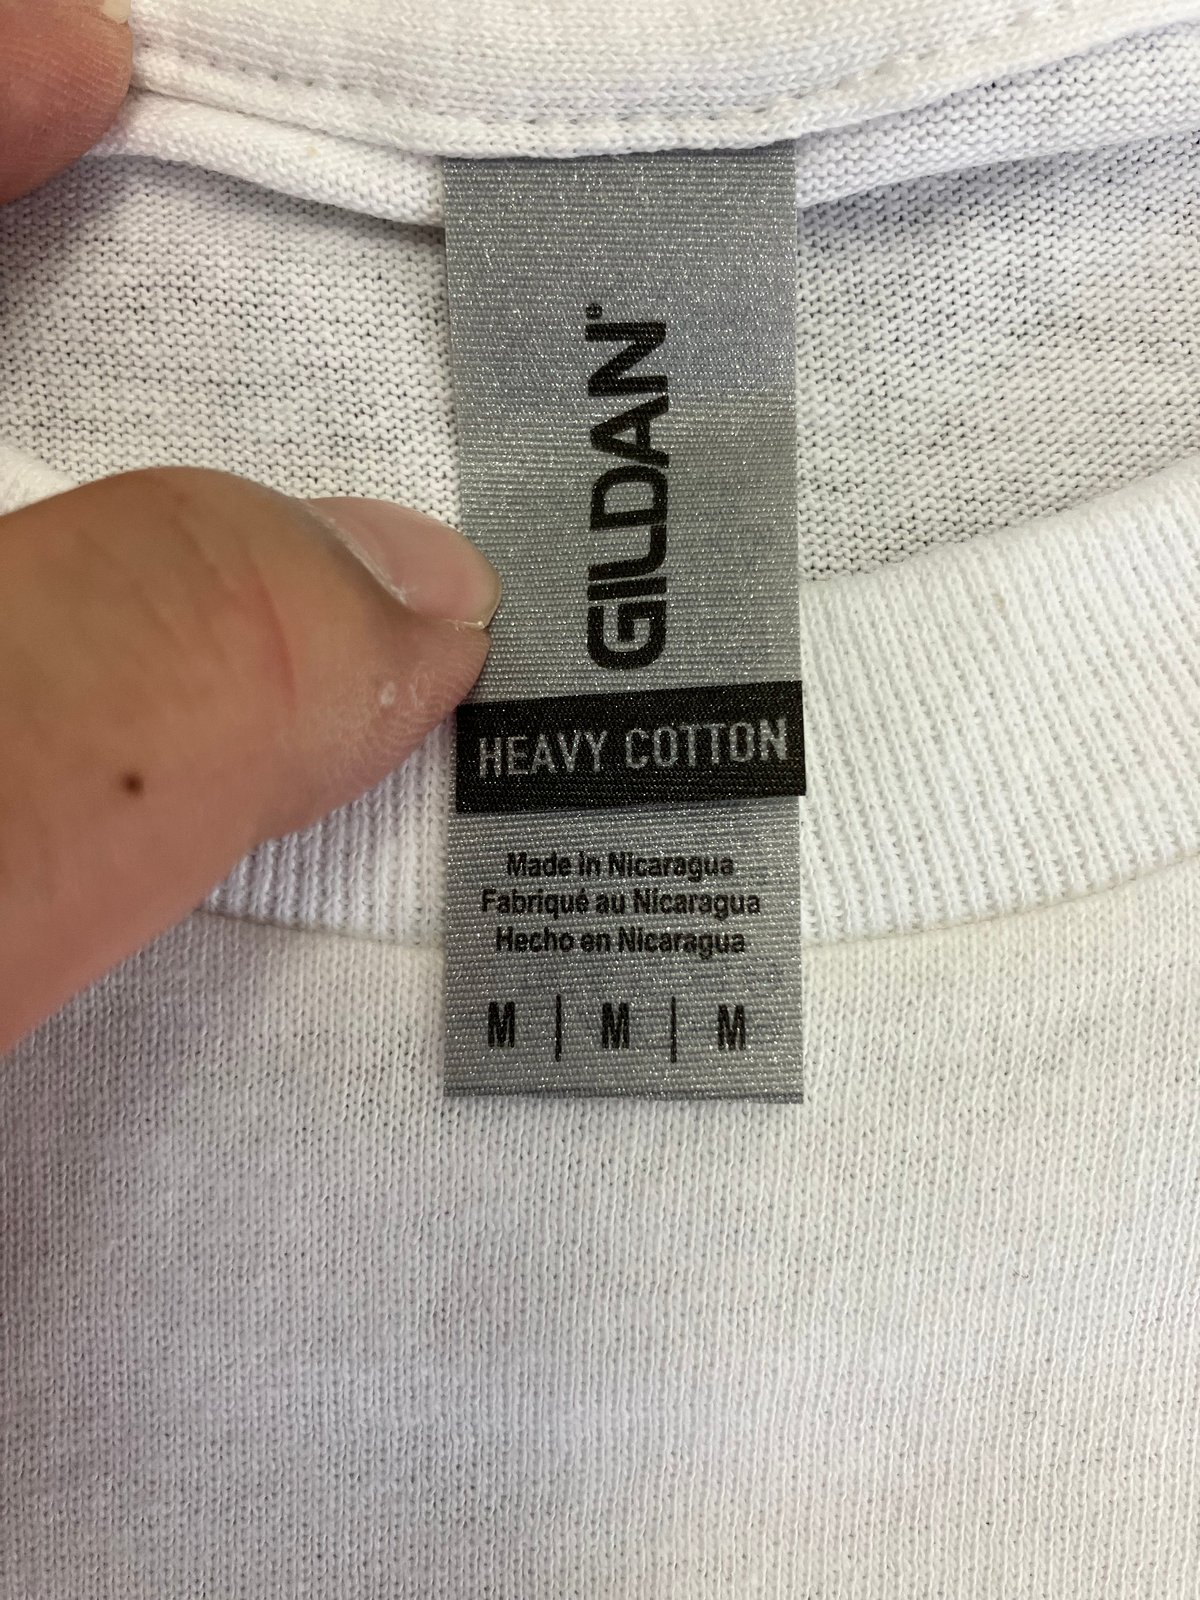 GILDAN®
HEAVY COTTON
Made in Nicaragua
Fabriqué au Nicaragua
Hecho en Nicaragua
M | M | M